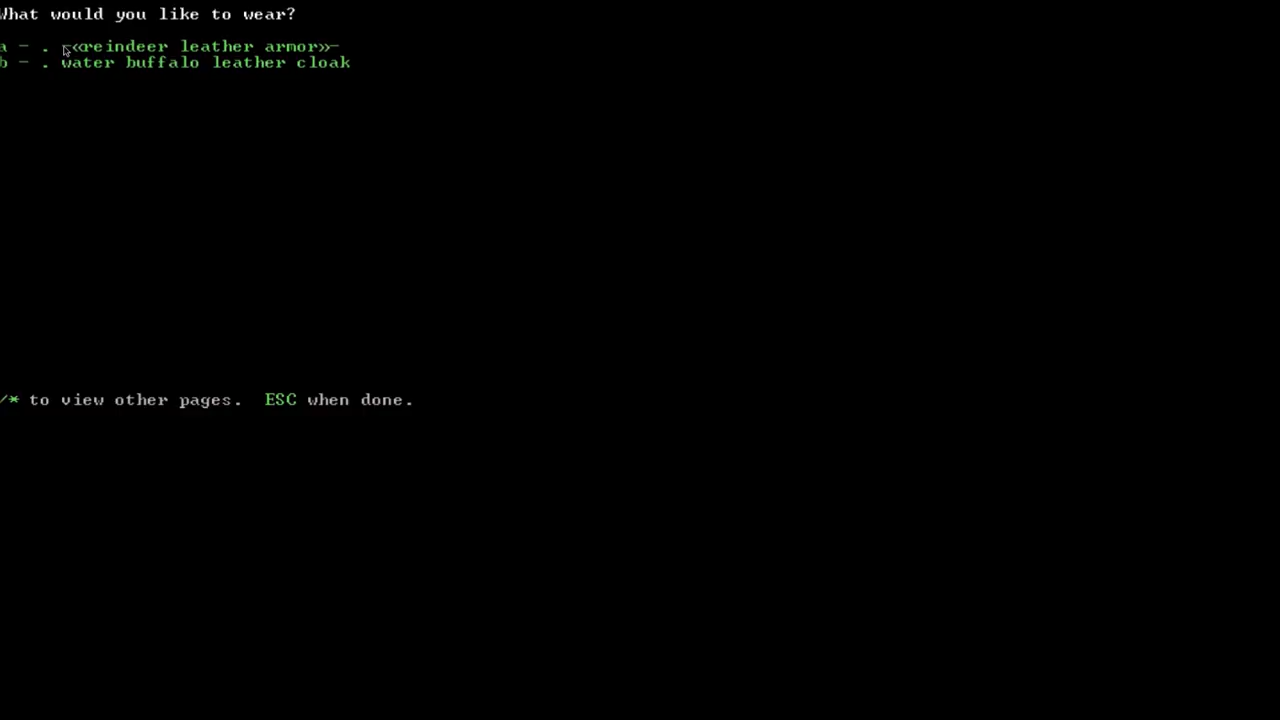 What would you like to wear?
a - . -«reindeer leather armor»-
b - . water buffalo leather cloak
/* to view other pages. ESC when done.